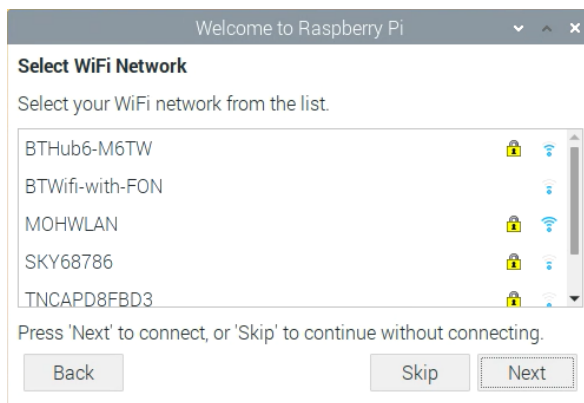 Welcome to Raspberry Pi
Select WiFi Network
Select your WiFi network from the list.
BTHub6-M6TW
BTWifi-with-FON
MOHWLAN
SKY68786
TNCAPD8FBD3
Press 'Next' to connect, or 'Skip' to continue without connecting.
Back Skip Next